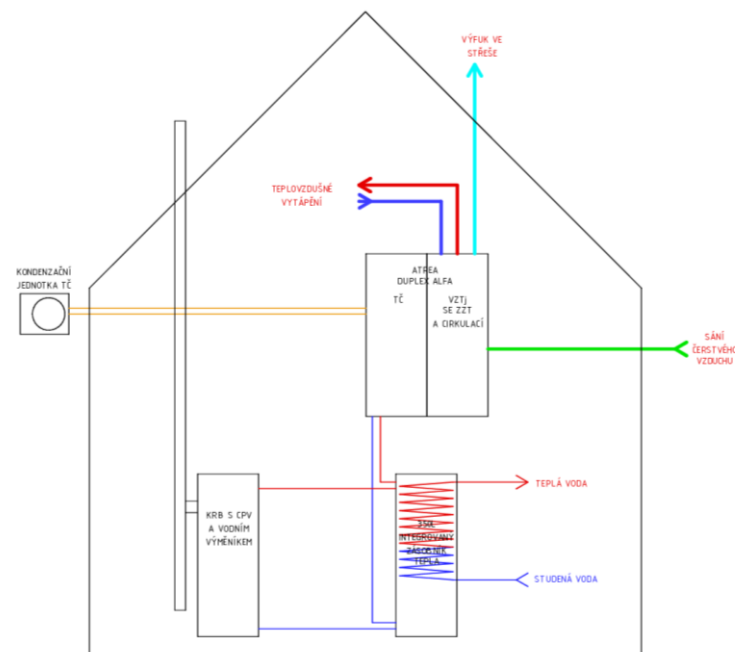 VÝFUK VE
STŘEŠE
TEPLOVZDUŠNÉ
VYTÁPĚNÍ
KONDENZAČNÍ
JEDNOTKA TČ
ATREA
DUPLEX ALFA
TČ
VZTj
SE ZZT
A CIRKULACÍ
SÁNÍ
ČERSTVÉHO
VZDUCHU
KRB S CPV
A VODNÍM
VÝMĚNÍKEM
INTEGROVANÝ
ZÁSOBNÍK
TEPLA
TEPLÁ VODA
STUDENÁ VODA